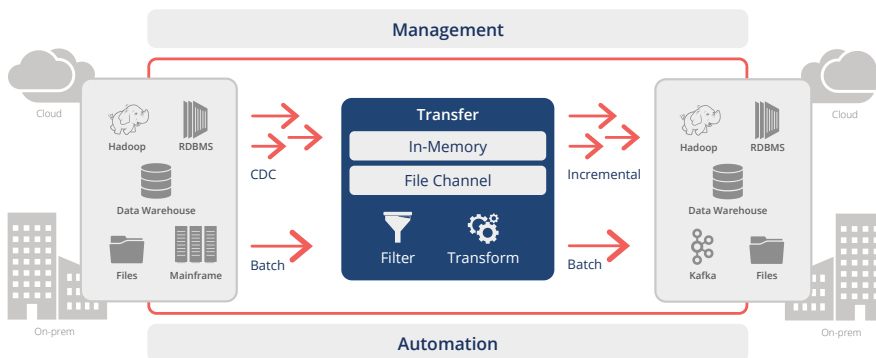 Management
Cloud
Hadoop
RDBMS
Data Warehouse
Files
Mainframe
On-prem
CDC
Batch
Transfer
In-Memory
File Channel
Filter
Transform
Incremental
Batch
Cloud
Hadoop
RDBMS
Data Warehouse
Kafka
Files
On-prem
Automation